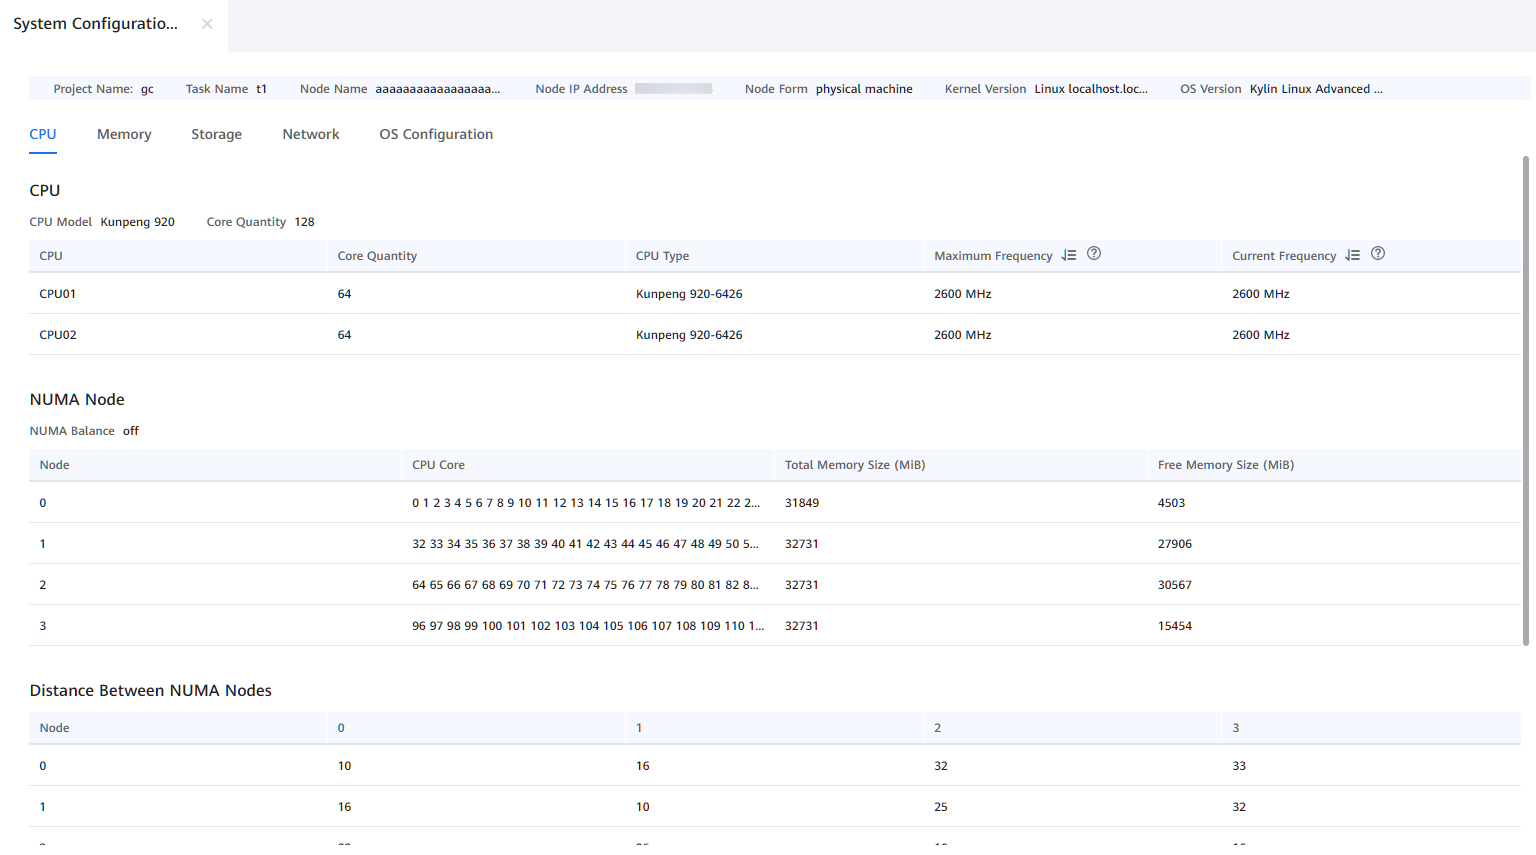 System Configuratio...
Project Name: gc Task Name t1 Node Name aaaaaaaaaaaaaaaaa... Node IP Address Node Form physical machine Kernel Version Linux localhost.loc... OS Version Kylin Linux Advanced ...
CPU Memory Storage Network OS Configuration
CPU
CPU Model Kunpeng 920 Core Quantity 128
CPU Core Quantity CPU Type Maximum Frequency Current Frequency
CPU01 64 Kunpeng 920-6426 2600 MHz 2600 MHz
CPU02 64 Kunpeng 920-6426 2600 MHz 2600 MHz
NUMA Node
NUMA Balance off
Node CPU Core Total Memory Size (MiB) Free Memory Size (MiB)
0 0 1 2 3 4 5 6 7 8 9 10 11 12 13 14 15 16 17 18 19 20 21 22 2... 31849 4503
1 32 33 34 35 36 37 38 39 40 41 42 43 44 45 46 47 48 49 50 5... 32731 27906
2 64 65 66 67 68 69 70 71 72 73 74 75 76 77 78 79 80 81 82 8... 32731 30567
3 96 97 98 99 100 101 102 103 104 105 106 107 108 109 110 1... 32731 15454
Distance Between NUMA Nodes
Node 0 1 2 3
0 10 16 32 33
1 16 10 25 32